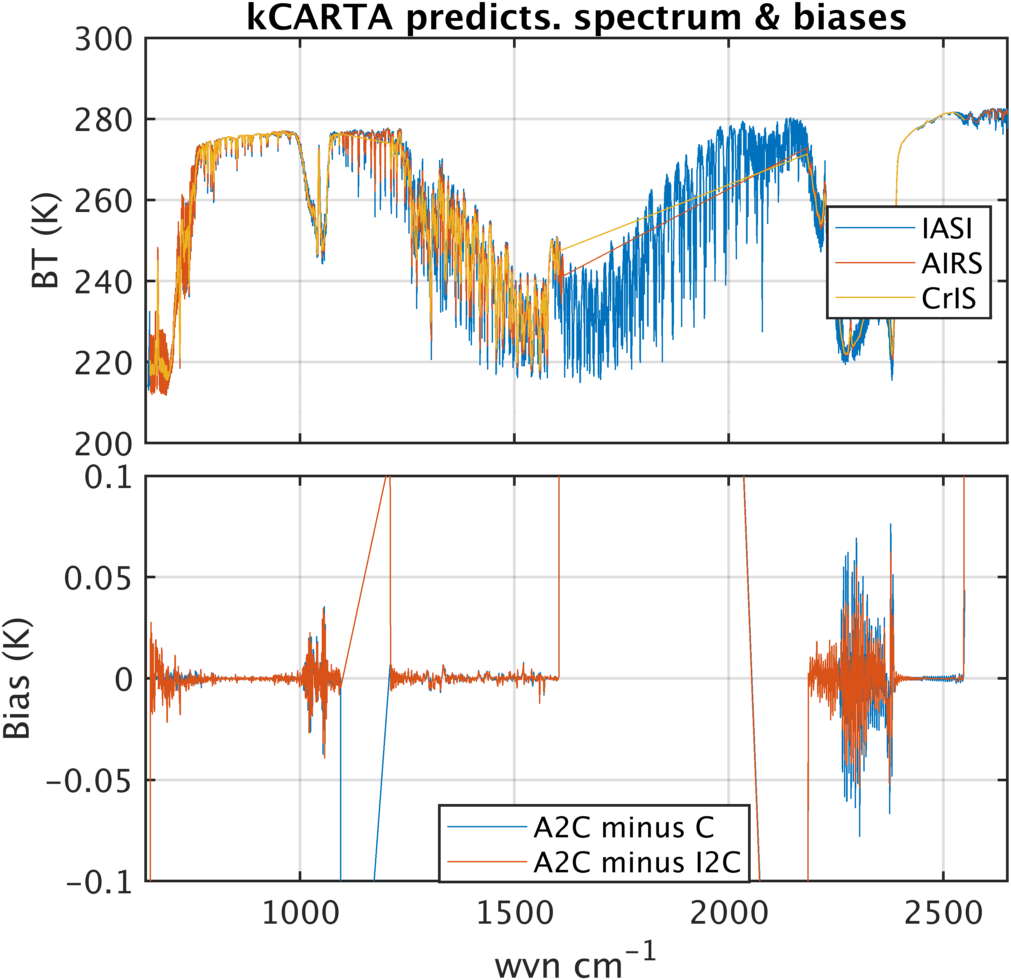 kCARTA predicts. spectrum & biases
300
280
260
240
220
200
BT (K)
IASI
AIRS
CrIS
0.1
0.05
0
-0.05
-0.1
Bias (K)
A2C minus C
A2C minus I2C
1000 1500 2000 2500
wvn cm⁻¹